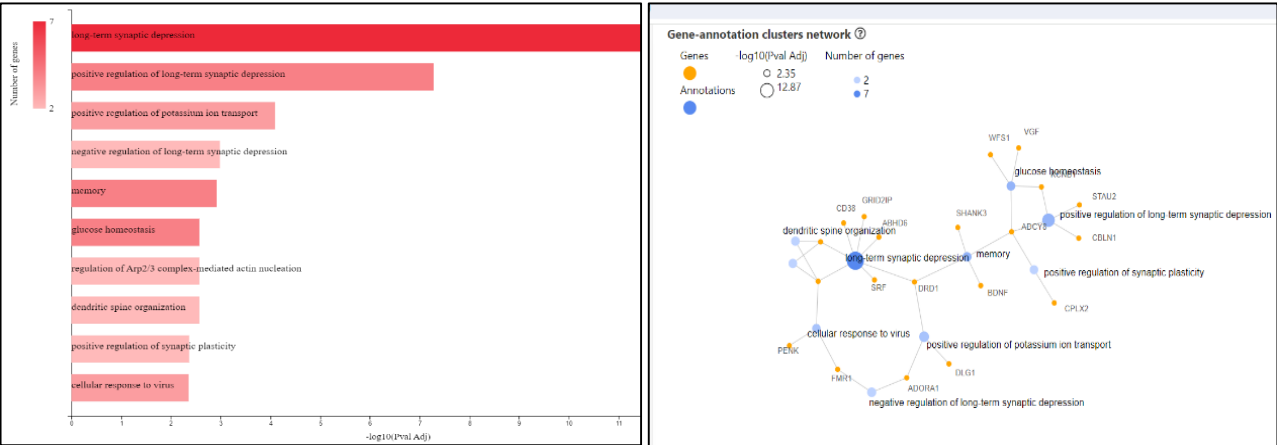 Number of genes
7
2
long-term synaptic depression
positive regulation of long-term synaptic depression
positive regulation of potassium ion transport
negative regulation of long-term synaptic depression
memory
glucose homeostasis
regulation of Arp2/3 complex-mediated actin nucleation
dendritic spine organization
positive regulation of synaptic plasticity
cellular response to virus
0 1 2 3 4 5 6 7 8 9 10 11
-log10(Pval Adj)
Gene-annotation clusters network ?
Genes -log10(Pval Adj) Number of genes
2.35 2
12.87 7
Annotations
WFS1 VGF
glucose homeostasis
STAU2
GRID2IP
CD38
SHANK3
positive regulation of long-term synaptic depression
dendritic spine organization
CBLN1
long-term synaptic depression
memory
positive regulation of synaptic plasticity
SRF
DRD1
BDNF
CPLX2
cellular response to virus
positive regulation of potassium ion transport
PENK
DLG1
FMR1
ADORA1
negative regulation of long-term synaptic depression